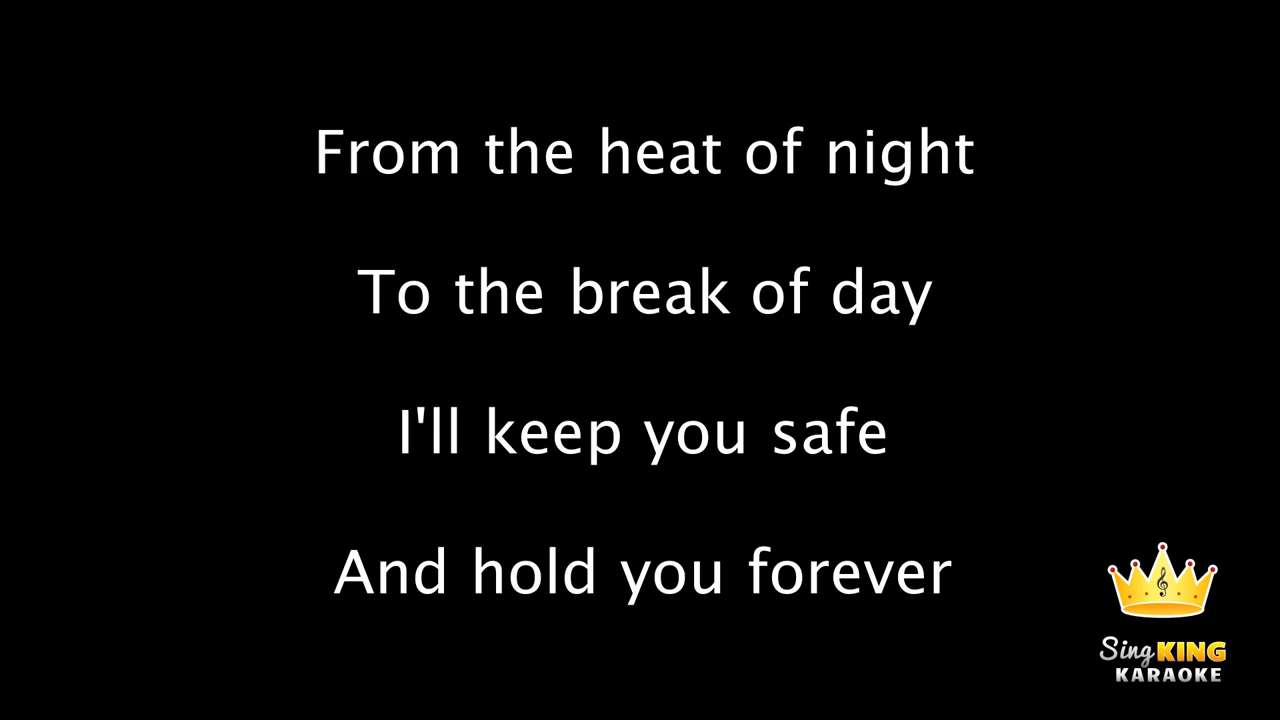 From the heat of night
To the break of day
I'll keep you safe
And hold you forever
Sing KING
KARAOKE